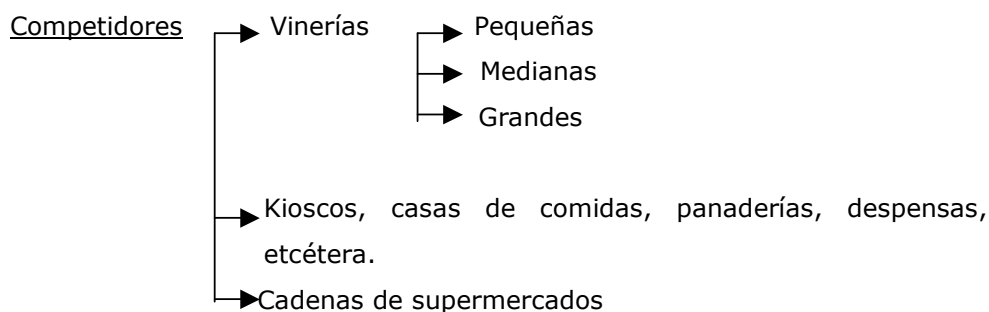 Competidores Vinerías Pequeñas
Medianas
Grandes
Kioscos, casas de comidas, panaderías, despensas,
etcétera.
Cadenas de supermercados